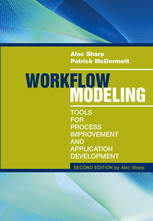 Alec Sharp
Patrick McDermott
WORKFLOW
MODELING
TOOLS
FOR
PROCESS
IMPROVEMENT
AND
APPLICATION
DEVELOPMENT
SECOND EDITION by Alec Sharp